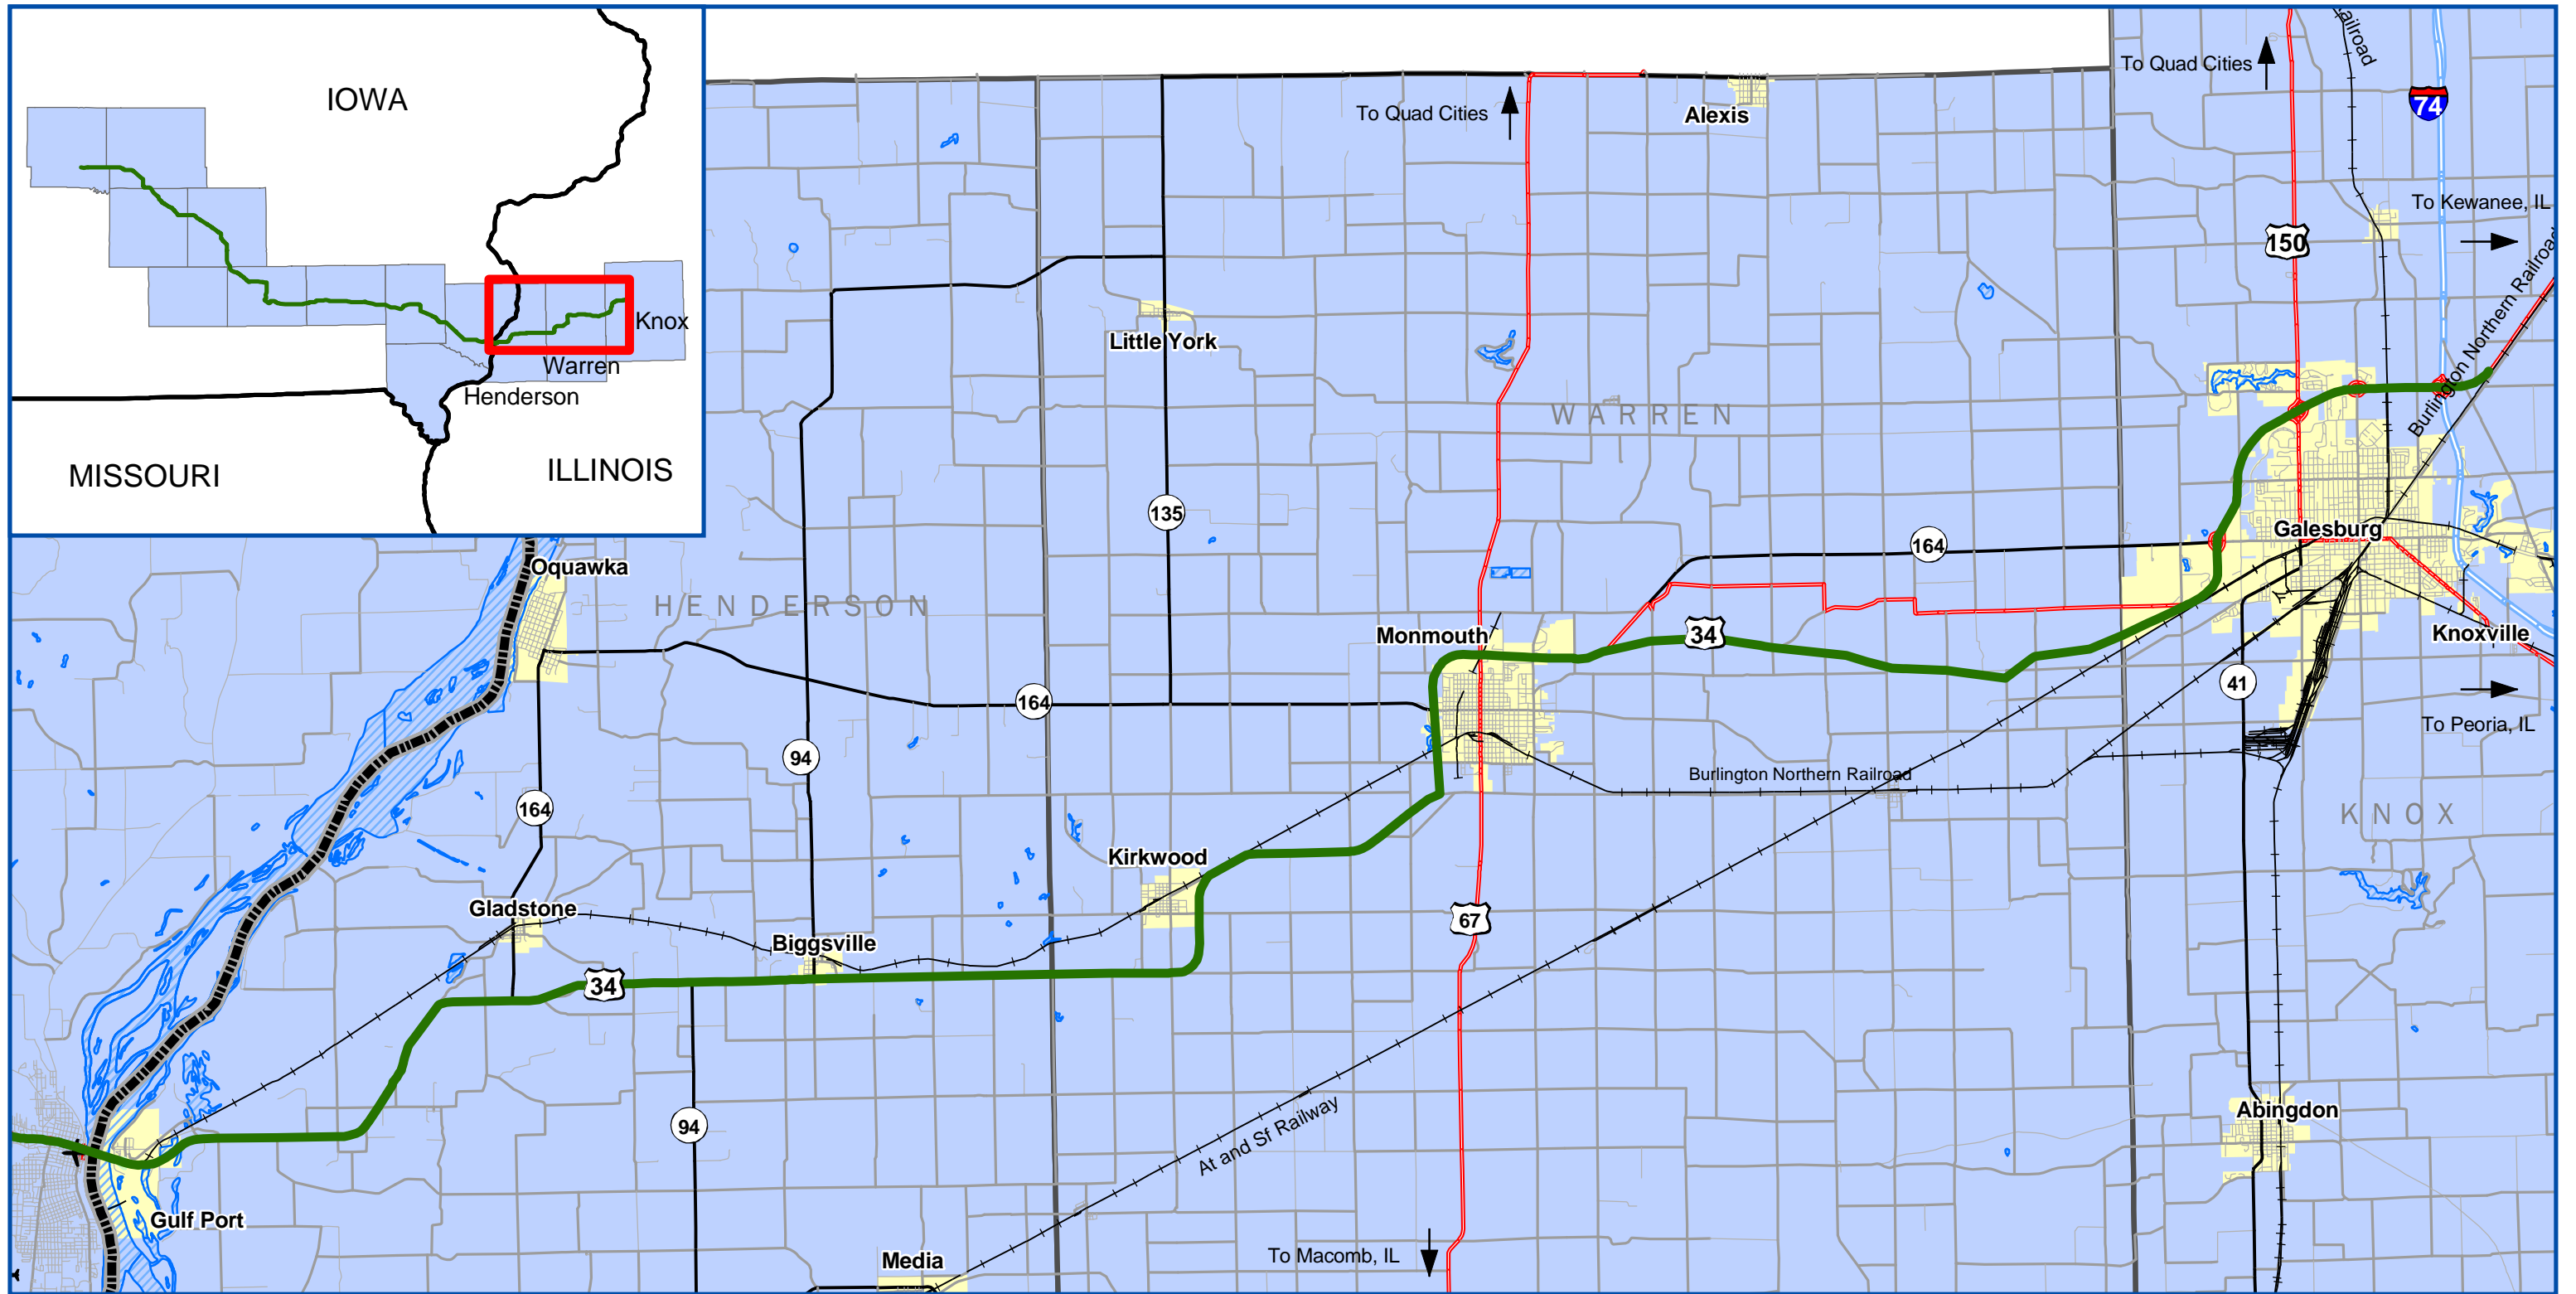 IOWA
MISSOURI
ILLINOIS
Knox
Warren
Henderson
To Quad Cities
Alexis
To Quad Cities
ailroad
74
To Kewanee, IL
150
Burlington Northern Railroad
Little York
WARREN
135
164
Galesburg
Oquawka
HENDERSON
Monmouth
34
Knoxville
164
41
To Peoria, IL
94
Burlington Northern Railroad
164
KNOX
Kirkwood
Gladstone
67
Biggsville
34
94
At and Sf Railway
Abingdon
Gulf Port
Media
To Macomb, IL